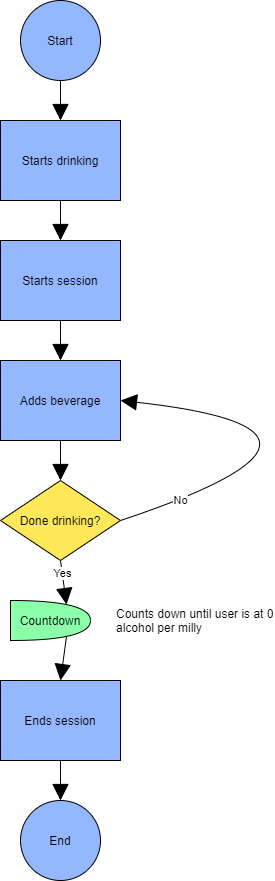 Start
Starts drinking
Starts session
Adds beverage
Done drinking?
No
Yes
Countdown
Counts down until user is at 0
alcohol per milly
Ends session
End